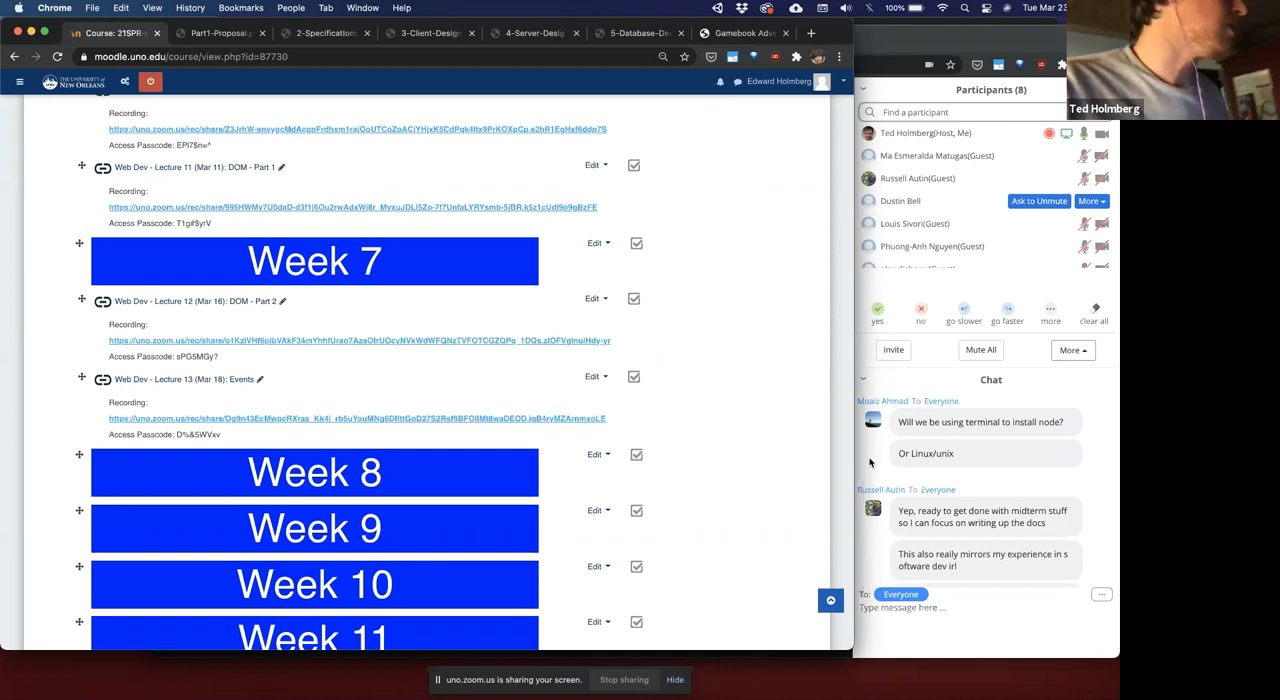 Chrome File Edit View History Bookmarks People Tab Window Help
100% Tue Mar 23
Course: 21SPR-
Part1-Proposal.p
2-Specifications
3-Client-Design
4-Server-Desig
5-Database-De
Gamebook Adve
moodle.uno.edu/course/view.php?id=87730
THE UNIVERSITY of
NEW ORLEANS
Edward Holmberg
Recording:
Access Passcode: EPI7$n=^
Web Dev - Lecture 11 (Mar 11): DOM - Part 1
Edit
Recording:
Access Passcode: T1g#$yrV
Week 7
Edit
Web Dev - Lecture 12 (Mar 16): DOM - Part 2
Edit
Recording:
Access Passcode: sPG5MGy?
Web Dev - Lecture 13 (Mar 18): Events
Edit
Recording:
Access Passcode: D%&5WVxv
Week 8
Edit
Week 9
Edit
Week 10
Edit
Week 11
Edit
Ted Holmberg
Participants (8)
Find a participant
Ted Holmberg(Host, Me)
Ma Esmeralda Matugas(Guest)
Russell Autin(Guest)
Dustin Bell
Ask to Unmute
More
Louis Sivori(Guest)
Phuong-Anh Nguyen(Guest)
yes no go slower go faster more clear all
Invite
Mute All
More
Chat
Moaiz Ahmad To Everyone
Will we be using terminal to install node?
Or Linux/unix
Russell Autin To Everyone
Yep, ready to get done with midterm stuff
so I can focus on writing up the docs
This also really mirrors my experience in s
oftware dev irl
To: Everyone
Type message here ...
uno.zoom.us is sharing your screen.
Stop sharing
Hide